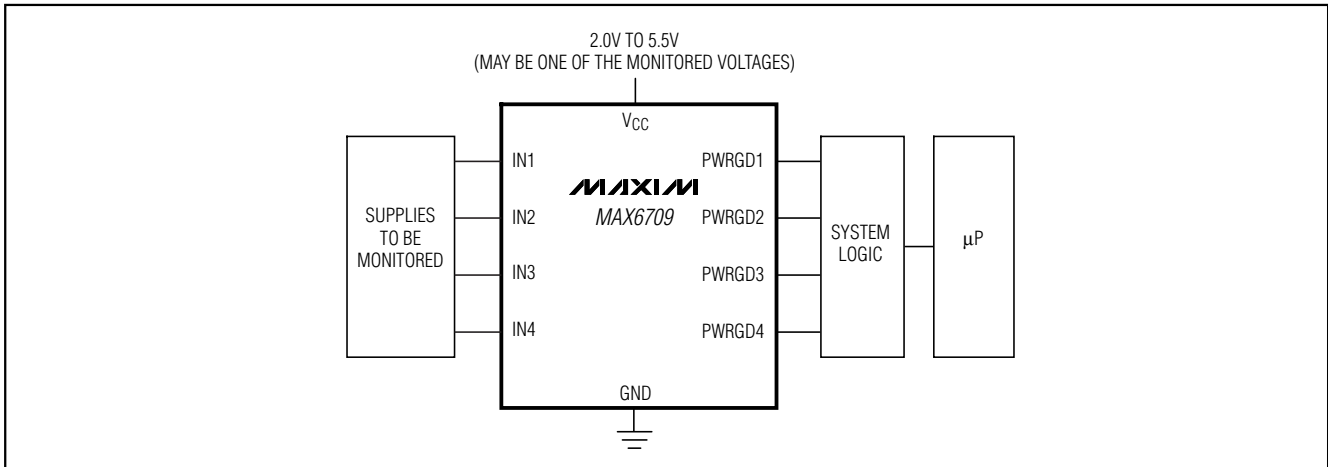 2.0V TO 5.5V
(MAY BE ONE OF THE MONITORED VOLTAGES)
VCC
SUPPLIES
TO BE
MONITORED
IN1
IN2
IN3
IN4
MAXIM
MAX6709
PWRGD1
PWRGD2
PWRGD3
PWRGD4
SYSTEM
LOGIC
μP
GND